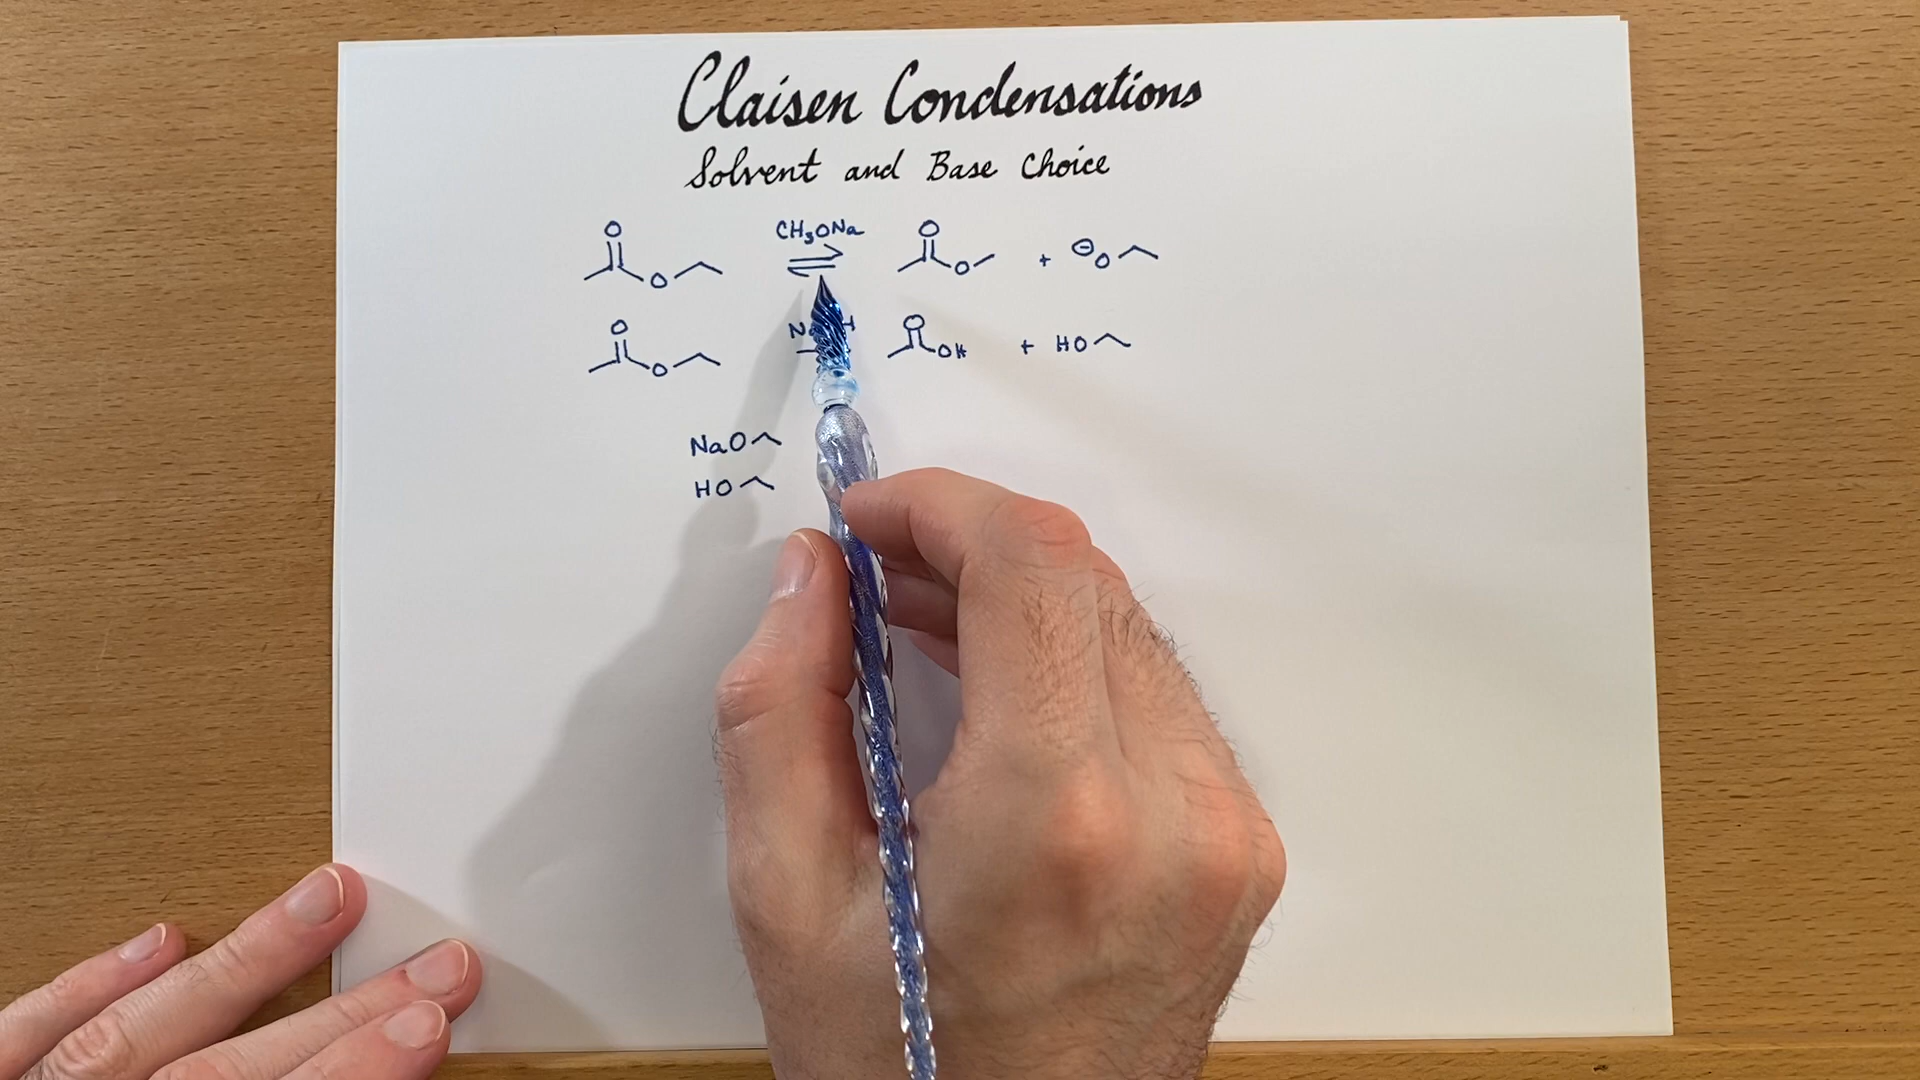 Claisen Condensations
Solvent and Base Choice
O CH₃ONa O
O ⇌ O + ⊖O
O O
O OH + HO
NaO
HO